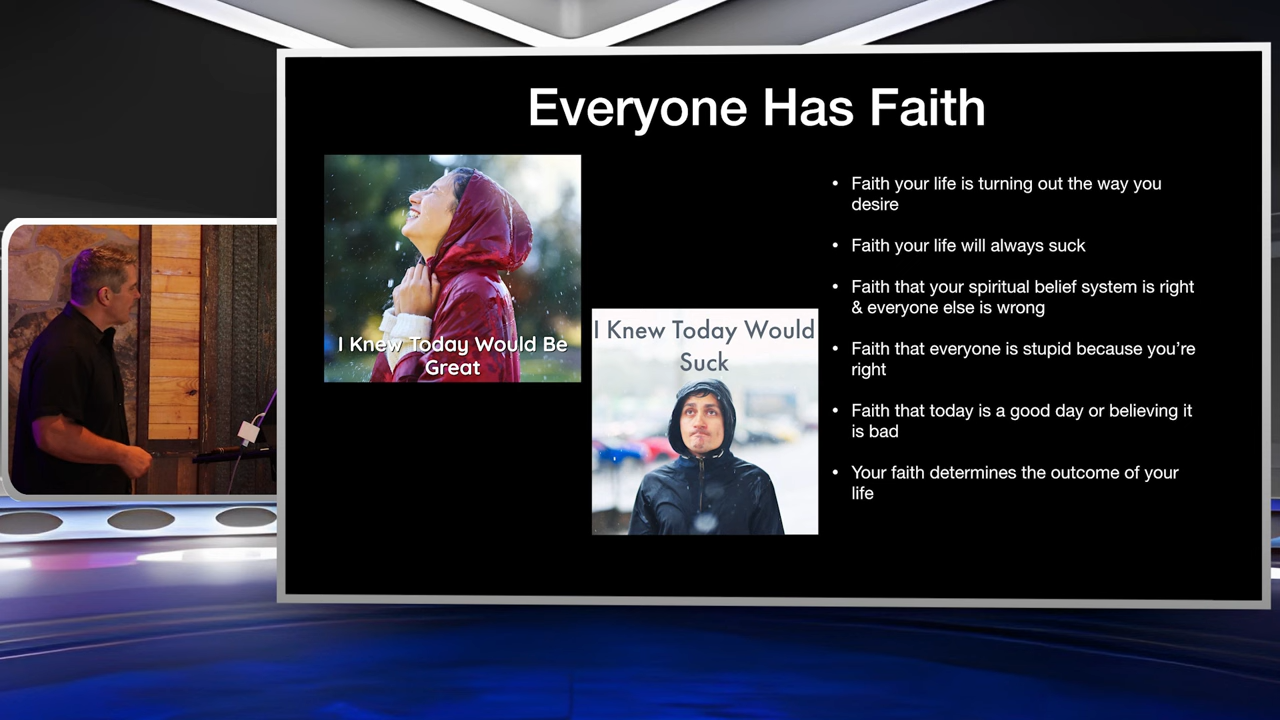 Everyone Has Faith
I Knew Today Would Be
Great
I Knew Today Would
Suck
• Faith your life is turning out the way you
desire
• Faith your life will always suck
• Faith that your spiritual belief system is right
& everyone else is wrong
• Faith that everyone is stupid because you’re
right
• Faith that today is a good day or believing it
is bad
• Your faith determines the outcome of your
life